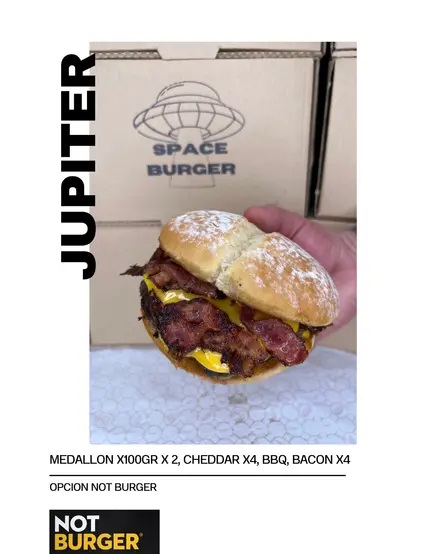 JUPITER
SPACE
BURGER
MEDALLON X100GR X 2, CHEDDAR X4, BBQ, BACON X4
OPCION NOT BURGER
NOT
BURGER